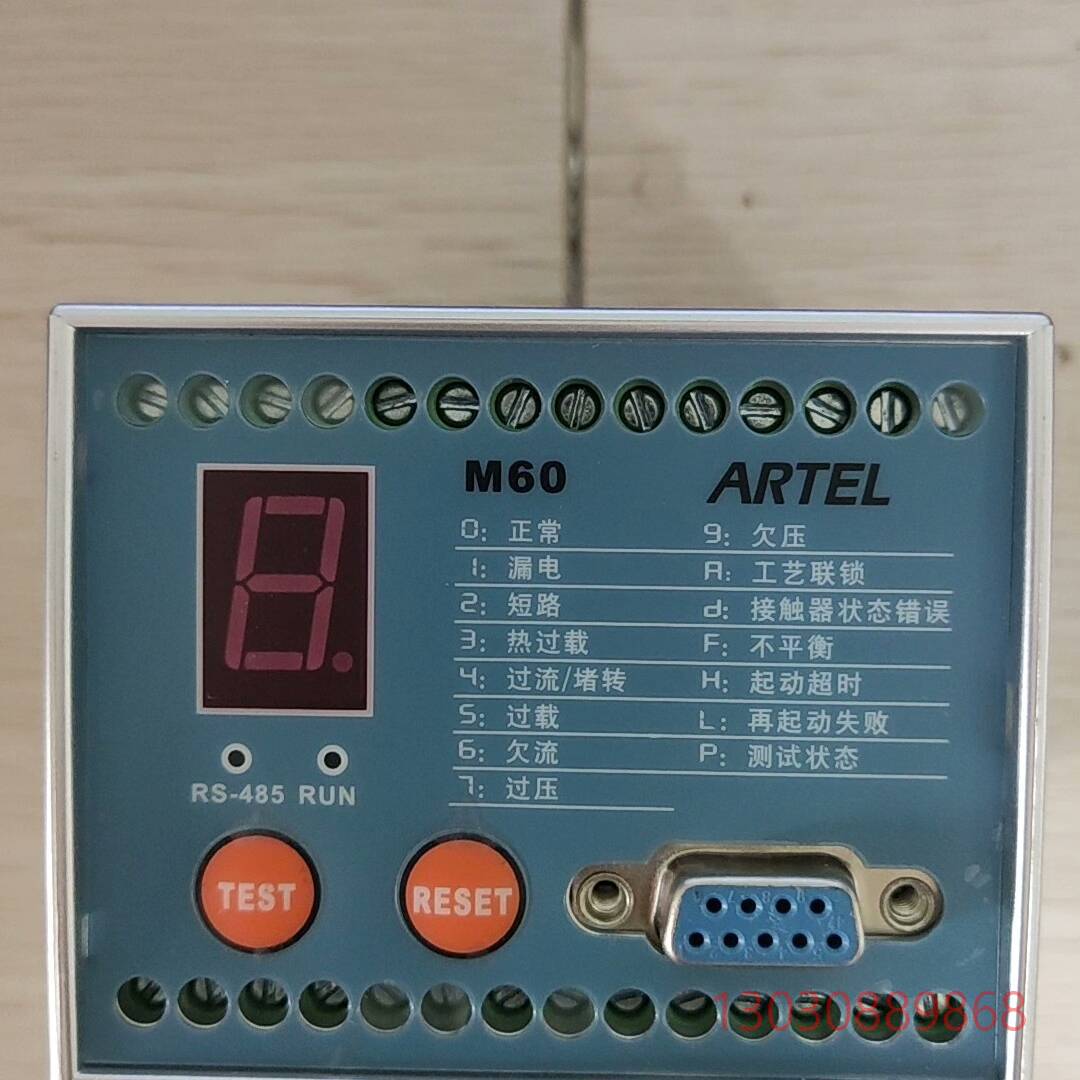 M60
ARTEL
0: 正常
1: 漏电
2: 短路
3: 热过载
4: 过流/堵转
5: 过载
6: 欠流
7: 过压
9: 欠压
A: 工艺联锁
d: 接触器状态错误
F: 不平衡
H: 起动超时
L: 再起动失败
P: 测试状态
RS-485 RUN
TEST
RESET
13030889868